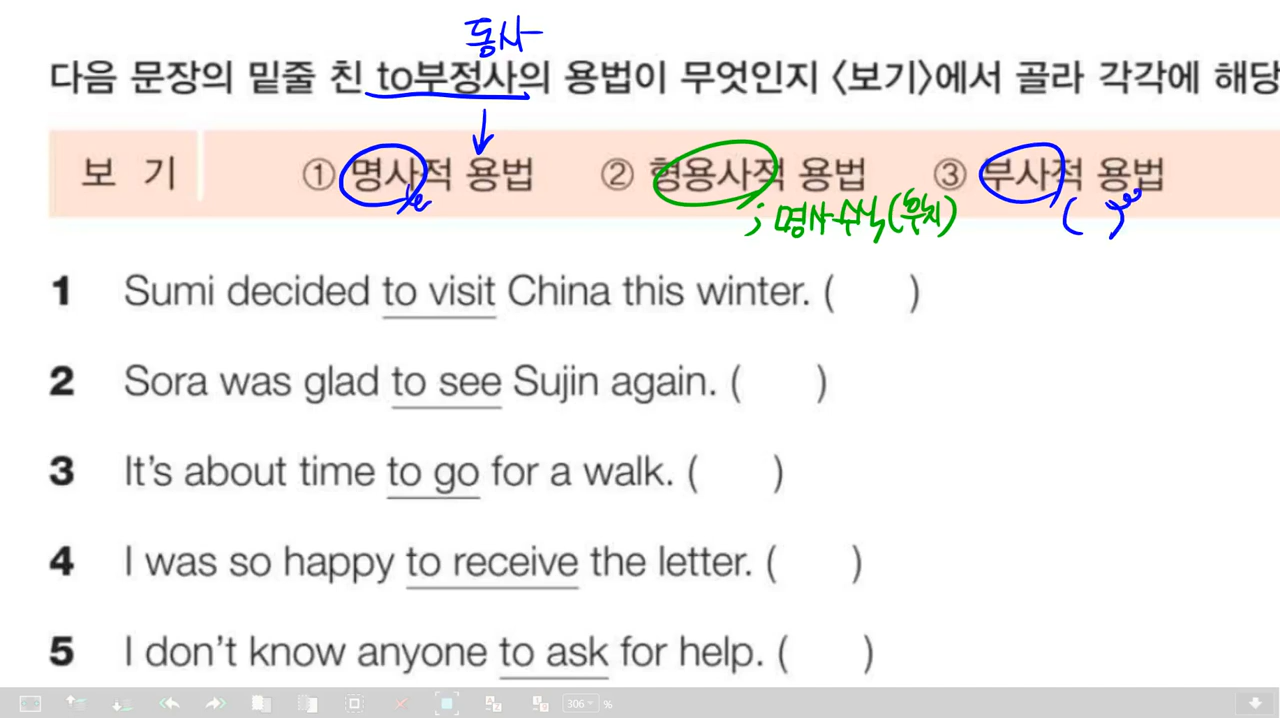 동사
다음 문장의 밑줄 친 to부정사의 용법이 무엇인지 〈보기〉에서 골라 각각에 해당
보 기 ① 명사적 용법 ② 형용사적 용법 ③ 부사적 용법
; 명사수식(위치)
1 Sumi decided to visit China this winter. ( )
2 Sora was glad to see Sujin again. ( )
3 It's about time to go for a walk. ( )
4 I was so happy to receive the letter. ( )
5 I don't know anyone to ask for help. ( )
306 %